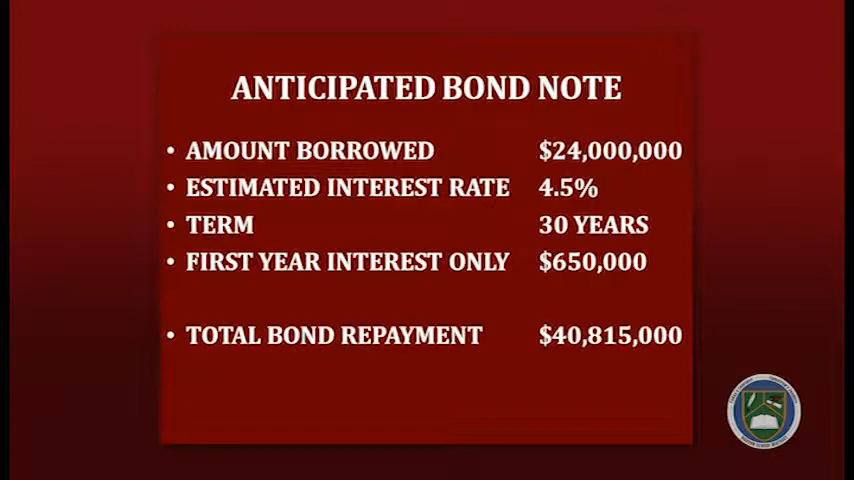 ANTICIPATED BOND NOTE
• AMOUNT BORROWED $24,000,000
• ESTIMATED INTEREST RATE 4.5%
• TERM 30 YEARS
• FIRST YEAR INTEREST ONLY $650,000
• TOTAL BOND REPAYMENT $40,815,000